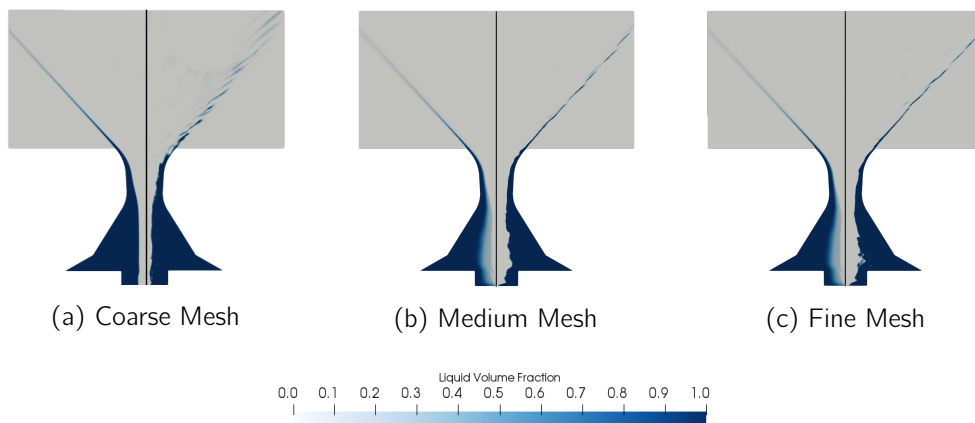 (a) Coarse Mesh
(b) Medium Mesh
(c) Fine Mesh
Liquid Volume Fraction
0.0 0.1 0.2 0.3 0.4 0.5 0.6 0.7 0.8 0.9 1.0